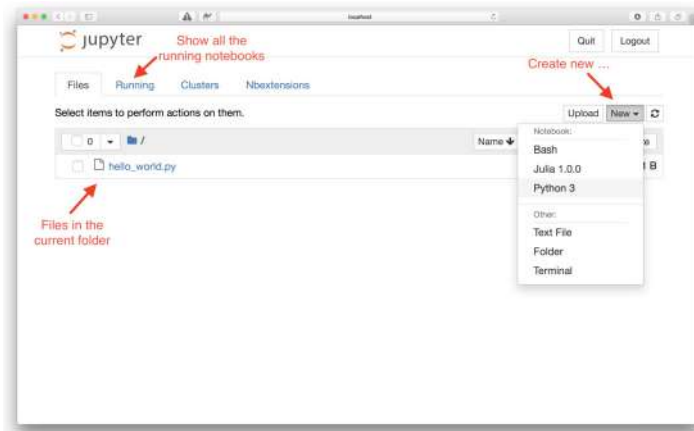 localhost
jupyter
Quit
Logout
Show all the
running notebooks
Create new ...
Files
Running
Clusters
Nbextensions
Select items to perform actions on them.
Upload
New
0
/
Name
Notebook:
hello_world.py
B
Bash
Julia 1.0.0
Python 3
Files in the
current folder
Other:
Text File
Folder
Terminal